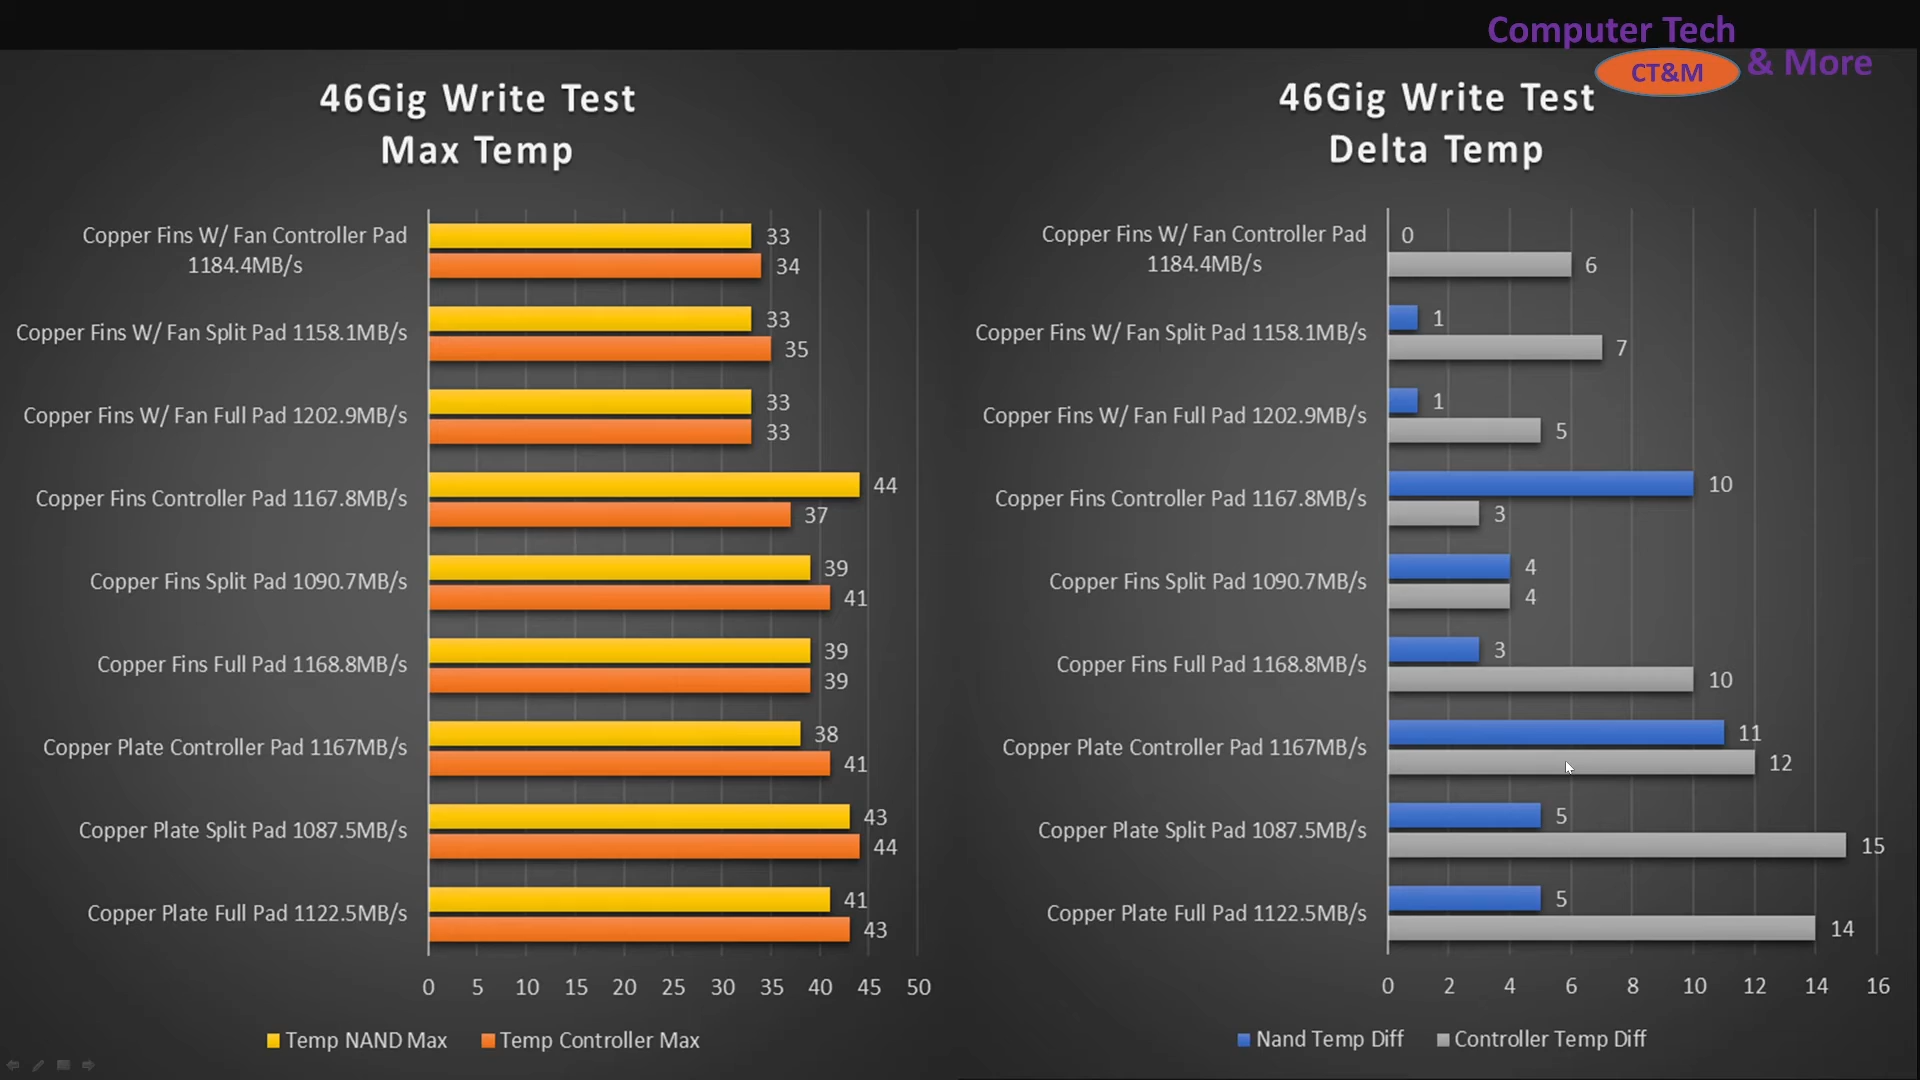 Computer Tech
CT&M
& More
46Gig Write Test
Max Temp
Copper Fins W/ Fan Controller Pad
1184.4MB/s
33
34
Copper Fins W/ Fan Split Pad 1158.1MB/s
33
35
Copper Fins W/ Fan Full Pad 1202.9MB/s
33
33
Copper Fins Controller Pad 1167.8MB/s
44
37
Copper Fins Split Pad 1090.7MB/s
39
41
Copper Fins Full Pad 1168.8MB/s
39
39
Copper Plate Controller Pad 1167MB/s
38
41
Copper Plate Split Pad 1087.5MB/s
43
44
Copper Plate Full Pad 1122.5MB/s
41
43
0 5 10 15 20 25 30 35 40 45 50
Temp NAND Max Temp Controller Max
46Gig Write Test
Delta Temp
Copper Fins W/ Fan Controller Pad
1184.4MB/s
0
6
Copper Fins W/ Fan Split Pad 1158.1MB/s
1
7
Copper Fins W/ Fan Full Pad 1202.9MB/s
1
5
Copper Fins Controller Pad 1167.8MB/s
10
3
Copper Fins Split Pad 1090.7MB/s
4
4
Copper Fins Full Pad 1168.8MB/s
3
10
Copper Plate Controller Pad 1167MB/s
11
12
Copper Plate Split Pad 1087.5MB/s
5
15
Copper Plate Full Pad 1122.5MB/s
5
14
0 2 4 6 8 10 12 14 16
Nand Temp Diff Controller Temp Diff